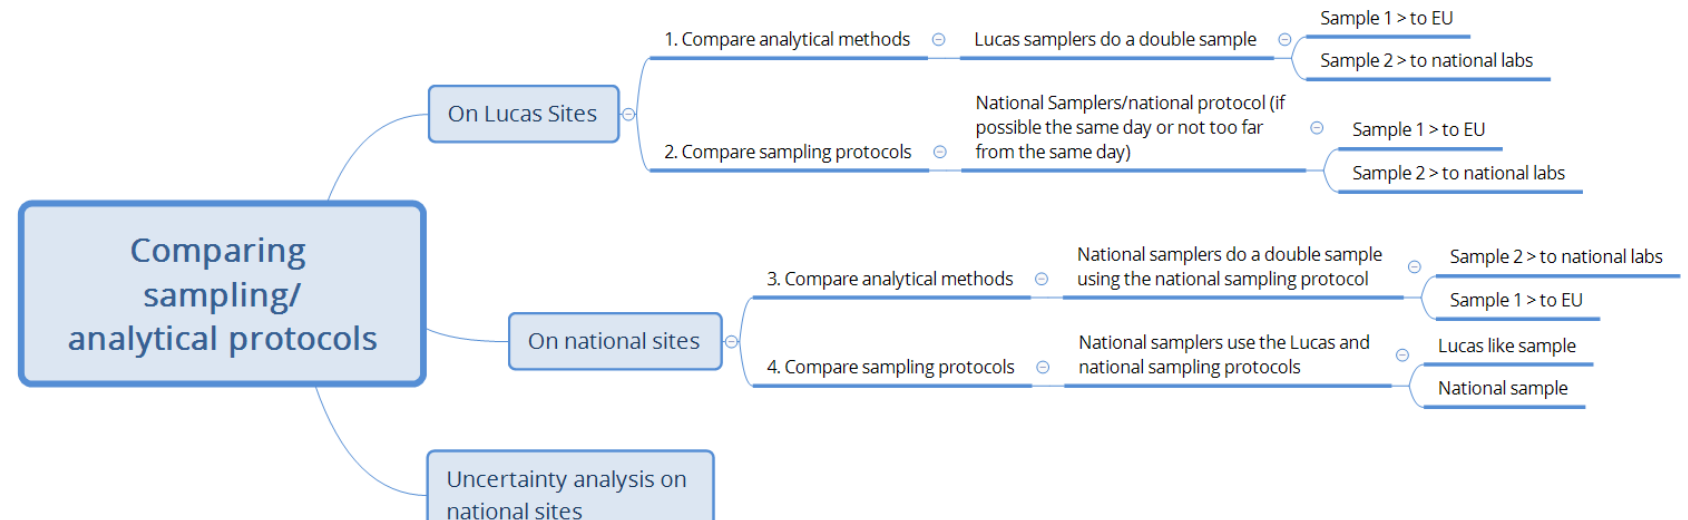 Comparing
sampling/
analytical protocols
On Lucas Sites
1. Compare analytical methods
Lucas samplers do a double sample
Sample 1 > to EU
Sample 2 > to national labs
2. Compare sampling protocols
National Samplers/national protocol (if
possible the same day or not too far
from the same day)
Sample 1 > to EU
Sample 2 > to national labs
On national sites
3. Compare analytical methods
National samplers do a double sample
using the national sampling protocol
Sample 2 > to national labs
Sample 1 > to EU
4. Compare sampling protocols
National samplers use the Lucas and
national sampling protocols
Lucas like sample
National sample
Uncertainty analysis on
national sites